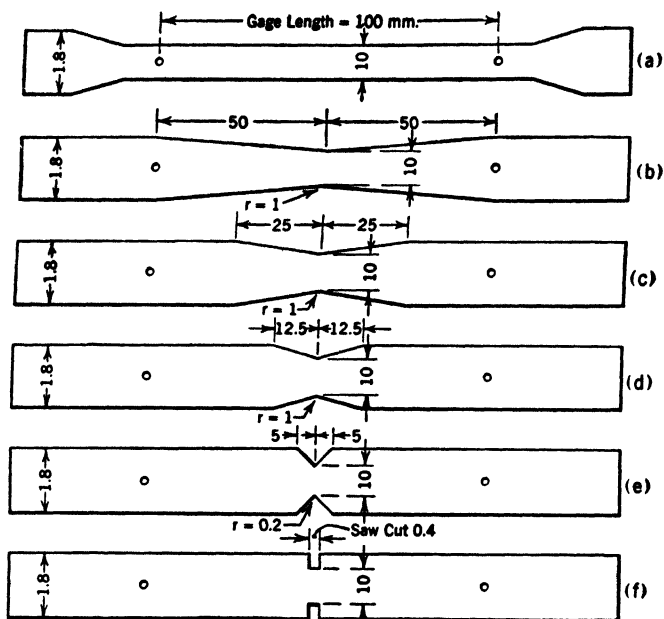 Gage Length = 100 mm.
1.8
10
(a)
50
50
1.8
10
(b)
r = 1
25
25
1.8
10
(c)
r = 1
12.5
12.5
1.8
10
(d)
r = 1
5
5
1.8
10
(e)
r = 0.2
Saw Cut 0.4
1.8
10
(f)